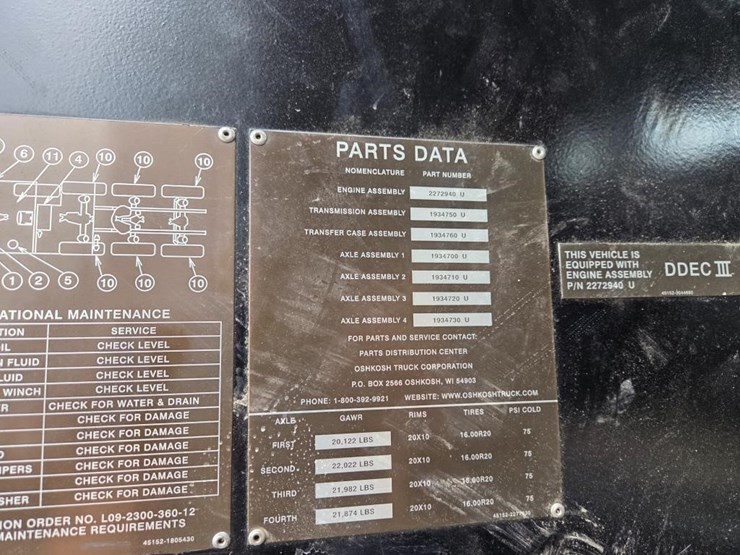 6 11 4 10 10 10
1 2 5 10 10 10
ATIONAL MAINTENANCE
TION SERVICE
IL CHECK LEVEL
N FLUID CHECK LEVEL
LUID CHECK LEVEL
WINCH CHECK LEVEL
ER CHECK FOR WATER & DRAIN
CHECK FOR DAMAGE
CHECK FOR DAMAGE
D CHECK FOR DAMAGE
MPERS CHECK FOR DAMAGE
CHECK FOR DAMAGE
SHER CHECK FOR DAMAGE
ION ORDER NO. L09-2300-360-12
MAINTENANCE REQUIREMENTS
45152-1805430
PARTS DATA
NOMENCLATURE PART NUMBER
ENGINE ASSEMBLY 2272940 U
TRANSMISSION ASSEMBLY 1934750 U
TRANSFER CASE ASSEMBLY 1934760 U
AXLE ASSEMBLY 1 1934700 U
AXLE ASSEMBLY 2 1934710 U
AXLE ASSEMBLY 3 1934720 U
AXLE ASSEMBLY 4 1934730 U
FOR PARTS AND SERVICE CONTACT:
PARTS DISTRIBUTION CENTER
OSHKOSH TRUCK CORPORATION
P.O. BOX 2566 OSHKOSH, WI 54903
PHONE: 1-800-392-9921 WEBSITE: WWW.OSHKOSHTRUCK.COM
AXLE GAWR RIMS TIRES PSI COLD
FIRST 20,122 LBS 20X10 16.00R20 75
SECOND 22,022 LBS 20X10 16.00R20 75
THIRD 21,982 LBS 20X10 16.00R20 75
FOURTH 21,874 LBS 20X10 16.00R20 75
THIS VEHICLE IS
EQUIPPED WITH
ENGINE ASSEMBLY
P/N 2272940 U
DDEC III